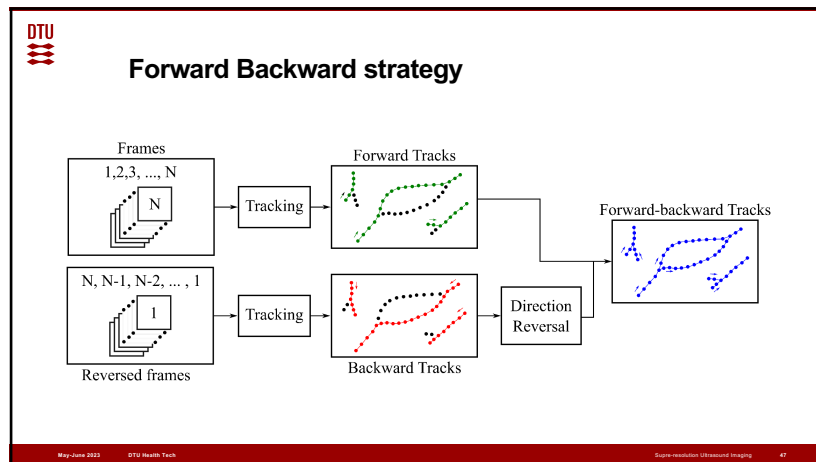 DTU
Forward Backward strategy
Frames
1,2,3, ..., N
N
Tracking
Forward Tracks
Forward-backward Tracks
N, N-1, N-2, ... , 1
1
Tracking
Direction
Reversal
Reversed frames
Backward Tracks
May-June 2023 DTU Health Tech Supre-resolution Ultrasound Imaging 47